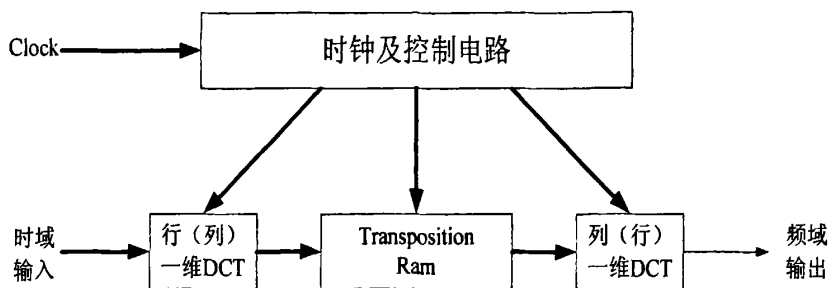 Clock
时钟及控制电路
时域
输入
行（列）
一维DCT
Transposition
Ram
列（行）
一维DCT
频域
输出